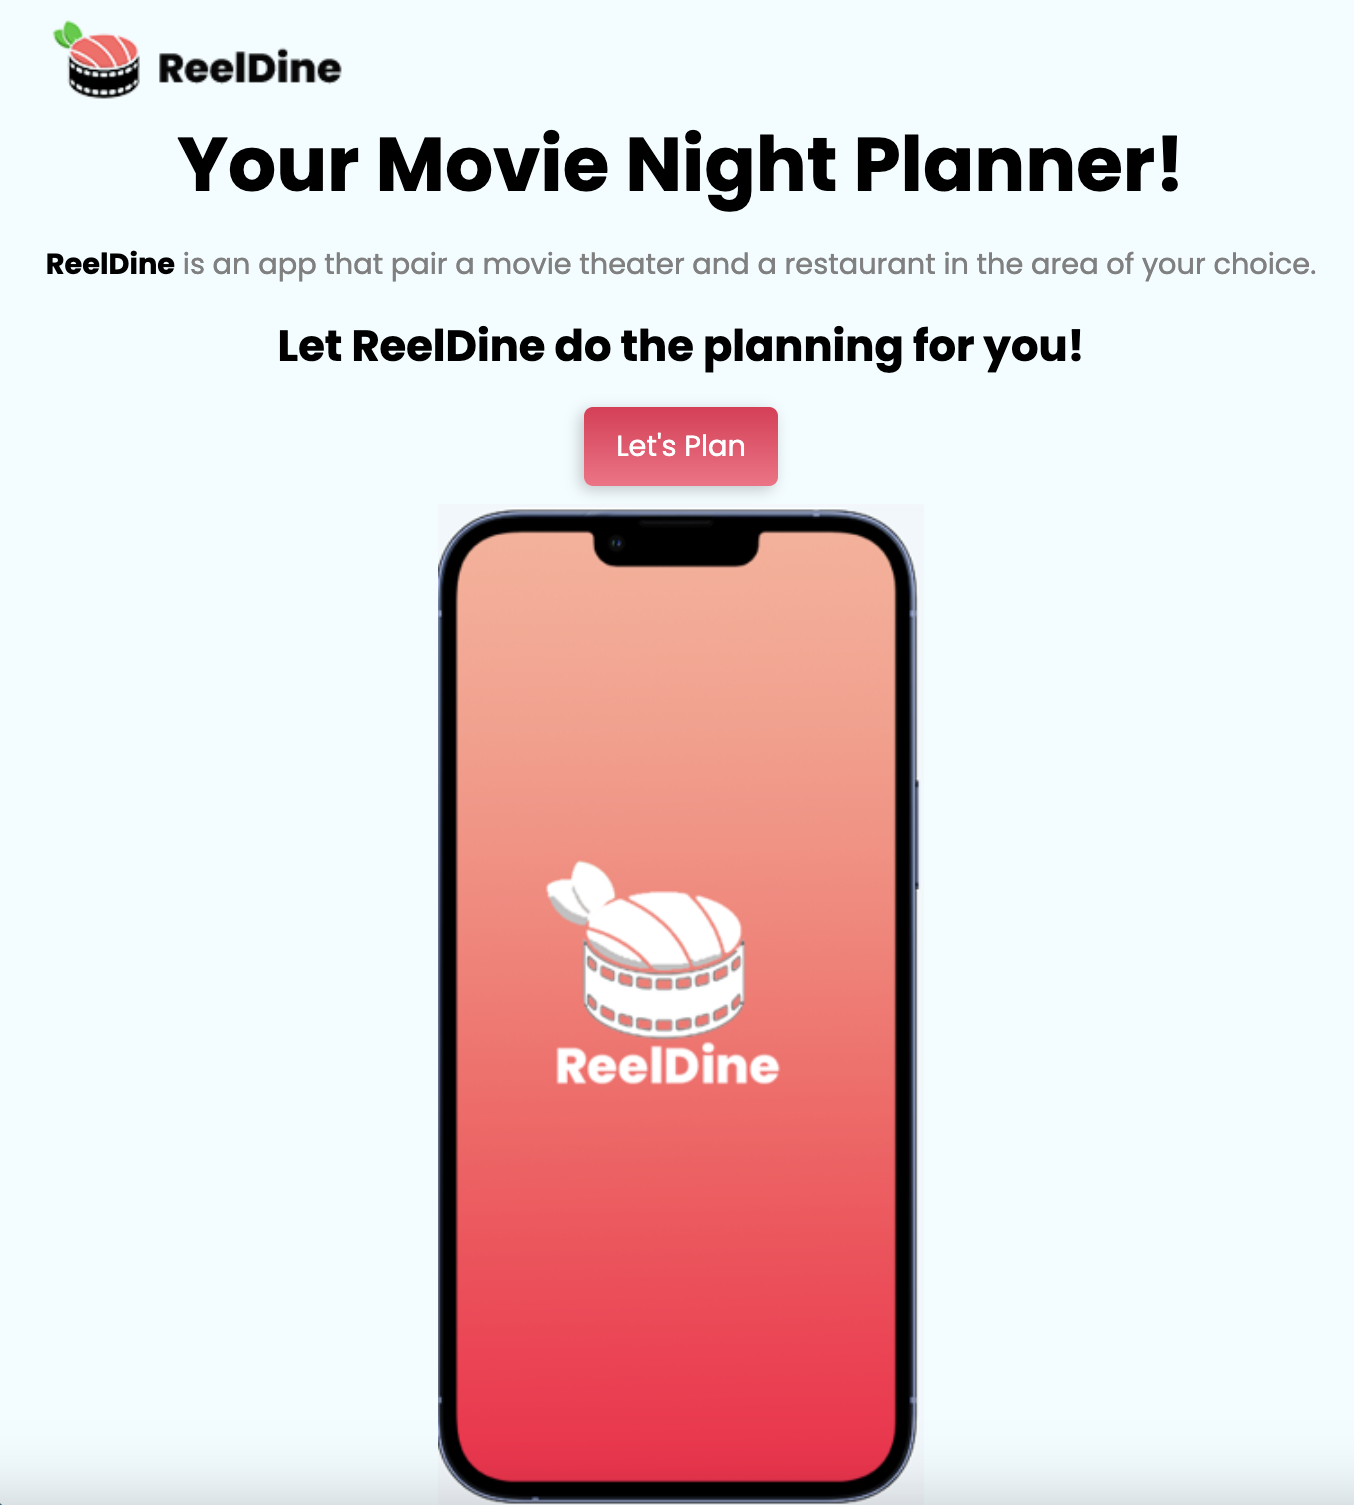 ReelDine
Your Movie Night Planner!
ReelDine is an app that pair a movie theater and a restaurant in the area of your choice.
Let ReelDine do the planning for you!
Let's Plan
ReelDine